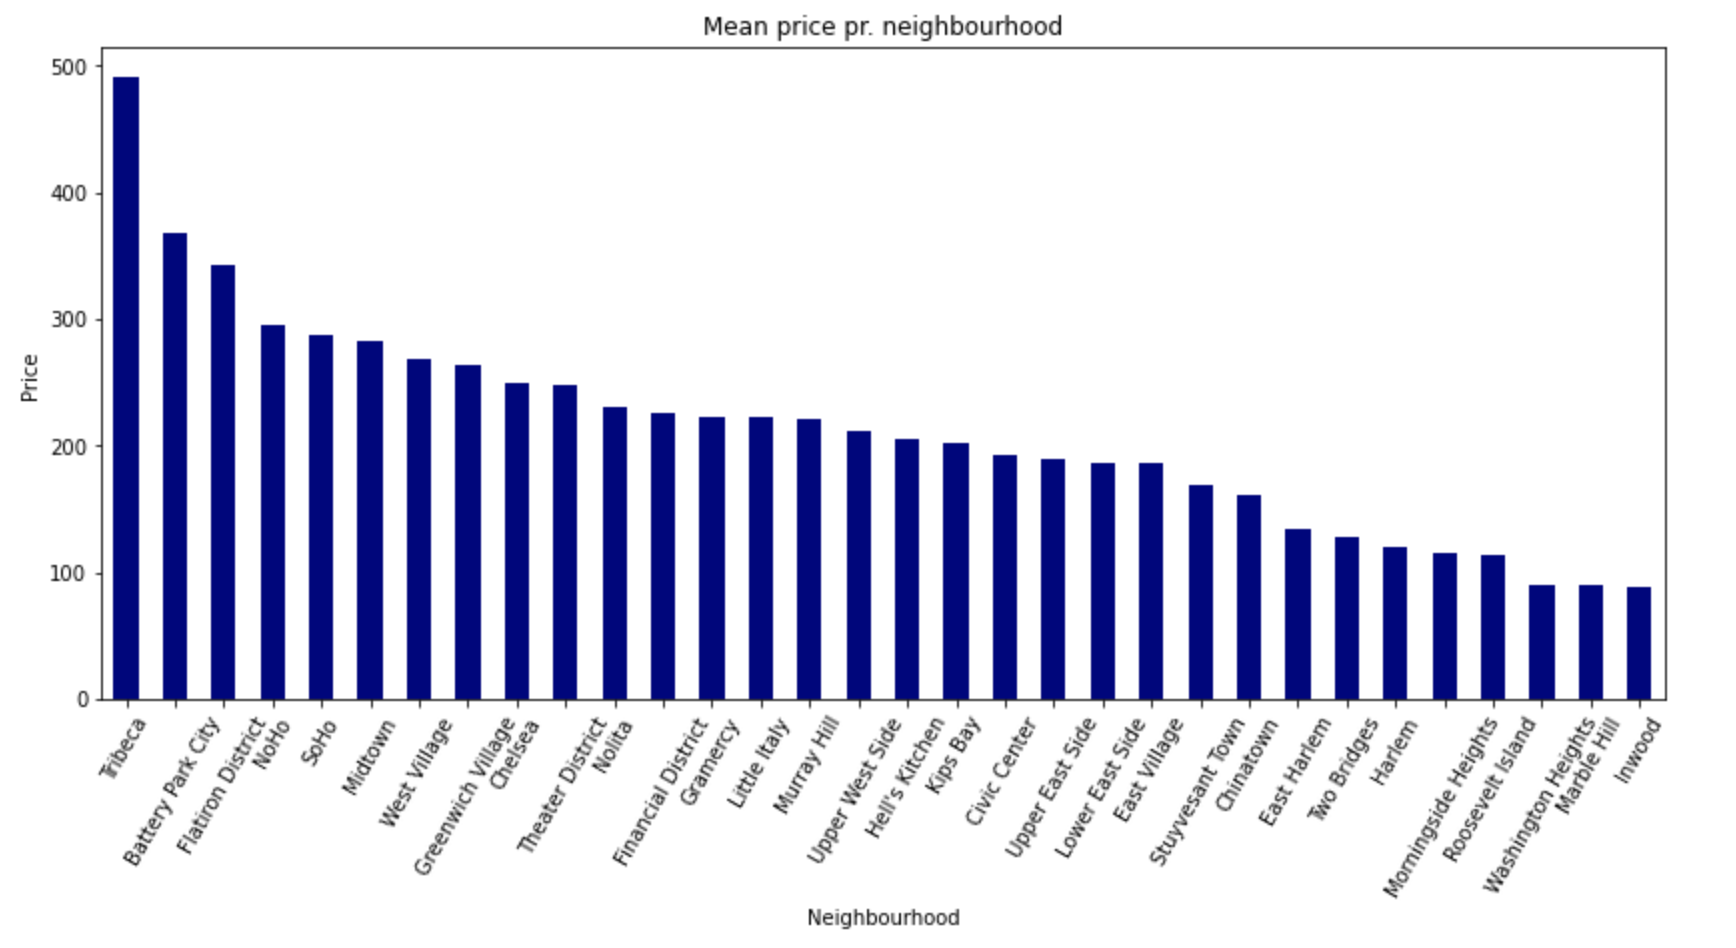 Mean price pr. neighbourhood
Price
500
400
300
200
100
0
Tribeca
Battery Park City
Flatiron District
NoHo
SoHo
Midtown
West Village
Greenwich Village
Chelsea
Theater District
Nolita
Financial District
Gramercy
Little Italy
Murray Hill
Upper West Side
Hell's Kitchen
Kips Bay
Civic Center
Upper East Side
Lower East Side
East Village
Stuyvesant Town
Chinatown
East Harlem
Two Bridges
Harlem
Morningside Heights
Roosevelt Island
Washington Heights
Marble Hill
Inwood
Neighbourhood